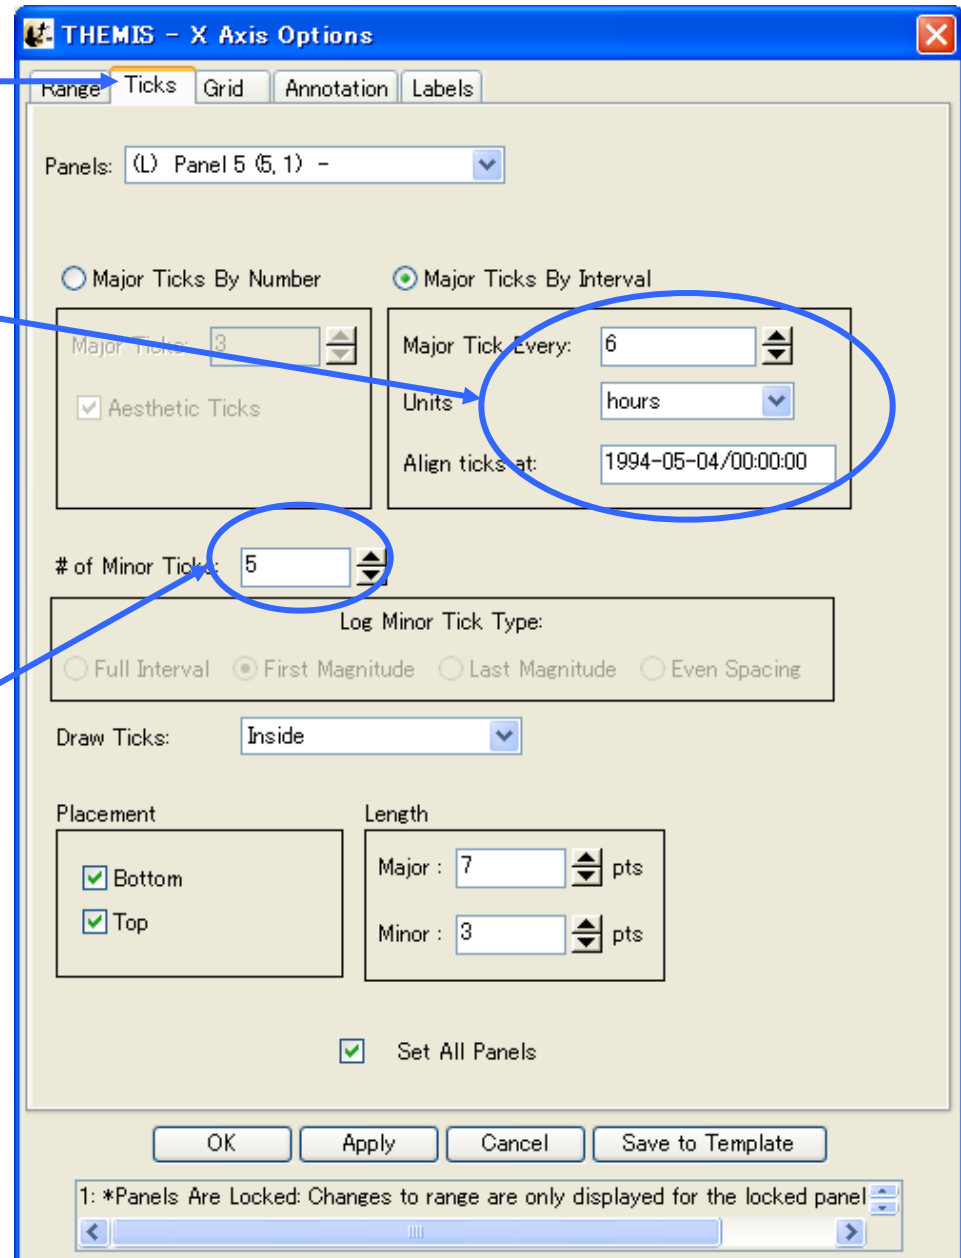 THEMIS - X Axis Options
Range Ticks Grid Annotation Labels
Panels: (L) Panel 5 (5, 1) -
Major Ticks By Number Major Ticks By Interval
Major Ticks: 3 Major Tick Every: 6
Aesthetic Ticks Units hours
Align ticks at: 1994-05-04/00:00:00
# of Minor Ticks: 5
Log Minor Tick Type:
Full Interval First Magnitude Last Magnitude Even Spacing
Draw Ticks: Inside
Placement Length
Bottom Major : 7 pts
Top Minor : 3 pts
Set All Panels
OK Apply Cancel Save to Template
1: *Panels Are Locked: Changes to range are only displayed for the locked panel